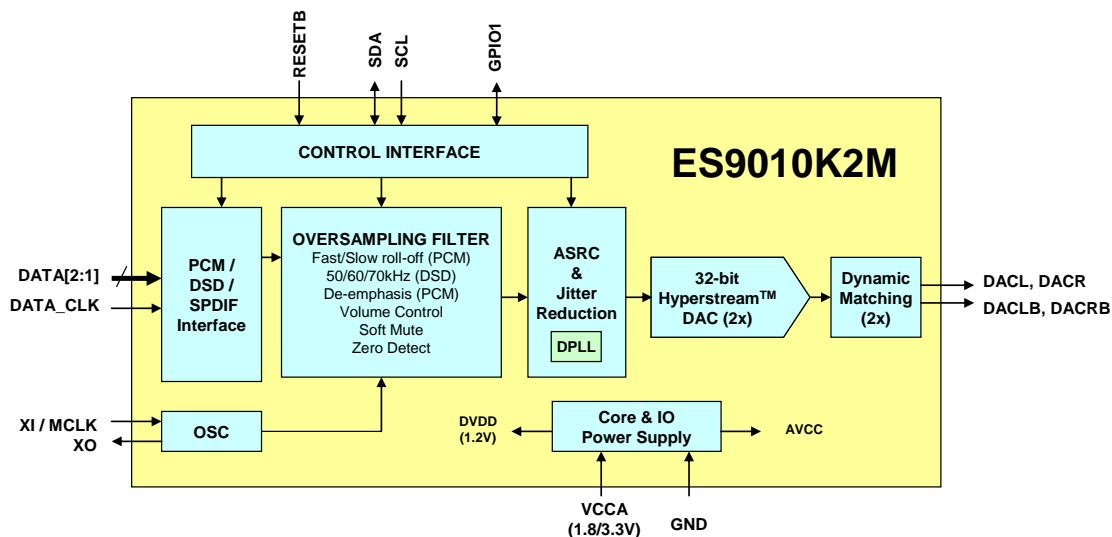 RESETB
SDA
SCL
GPIO1
CONTROL INTERFACE
ES9010K2M
DATA[2:1]
DATA_CLK
PCM /
DSD /
SPDIF
Interface
OVERSAMPLING FILTER
Fast/Slow roll-off (PCM)
50/60/70kHz (DSD)
De-emphasis (PCM)
Volume Control
Soft Mute
Zero Detect
ASRC
&
Jitter
Reduction
DPLL
32-bit
Hyperstream™
DAC (2x)
Dynamic
Matching
(2x)
DACL, DACR
DACLB, DACRB
XI / MCLK
XO
OSC
DVDD
(1.2V)
Core & IO
Power Supply
AVCC
VCCA
(1.8/3.3V)
GND